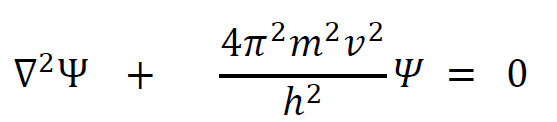 ∇²Ψ + 4π²m²v²/h² Ψ = 0